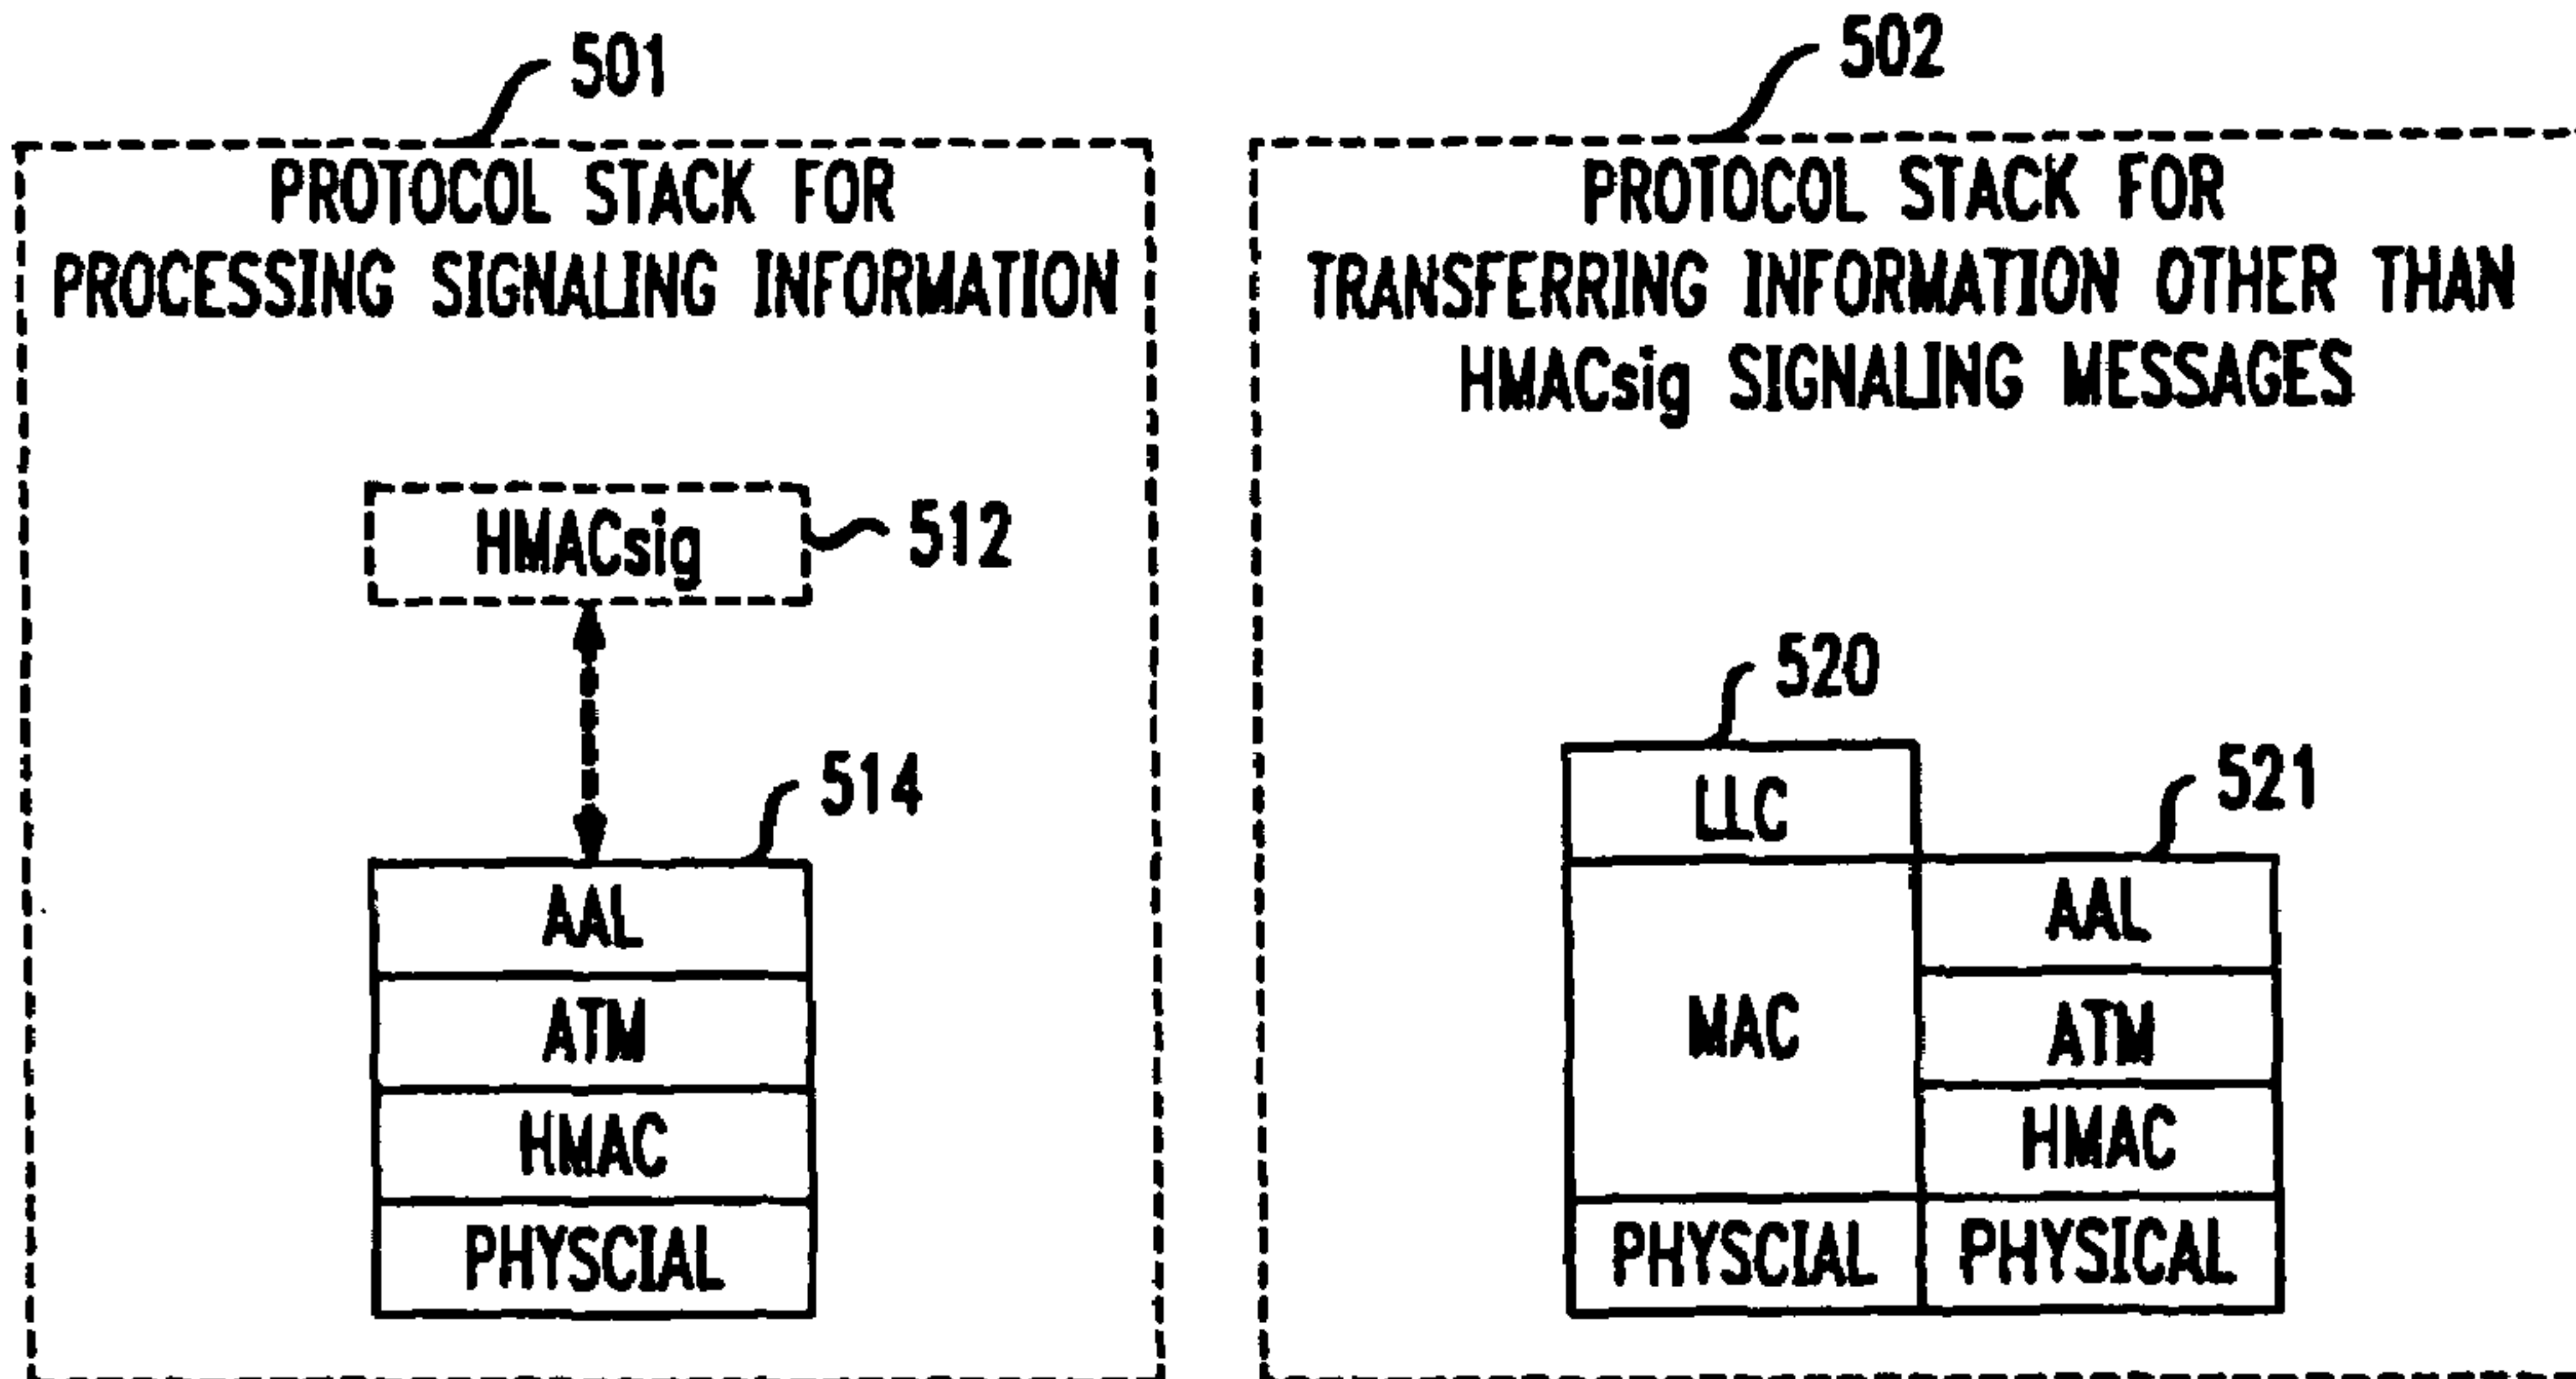 501
PROTOCOL STACK FOR
PROCESSING SIGNALING INFORMATION
HMACsig
512
514
AAL
ATM
HMAC
PHYSCIAL
502
PROTOCOL STACK FOR
TRANSFERRING INFORMATION OTHER THAN
HMACsig SIGNALING MESSAGES
520
LLC
MAC
PHYSCIAL
521
AAL
ATM
HMAC
PHYSICAL